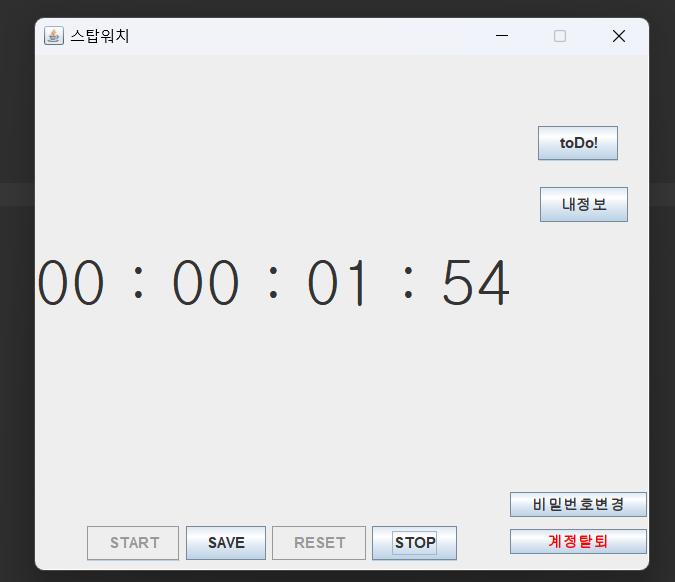 스탑워치
toDo!
내정보
00 : 00 : 01 : 54
비밀번호변경
START SAVE RESET STOP
계정탈퇴